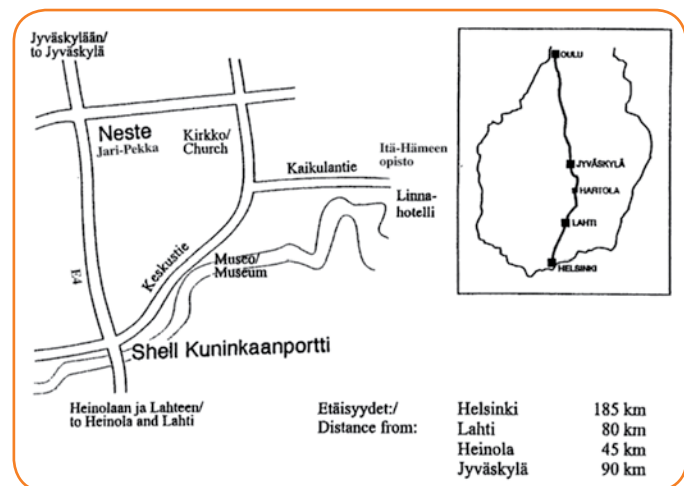 Jyväskylään/
to Jyväskylä
Neste
Jari-Pekka
Kirkko/
Church
Itä-Hämeen
opisto
Kaikulantie
Linna-
hotelli
Museo/
Museum
Keskustie
E4
Shell Kuninkaanportti
Heinolaan ja Lahteen/
to Heinola and Lahti
OULU
JYVÄSKYLÄ
HARTOLA
LAHTI
HELSINKI
Etäisyydet:/
Distance from:
Helsinki 185 km
Lahti 80 km
Heinola 45 km
Jyväskylä 90 km